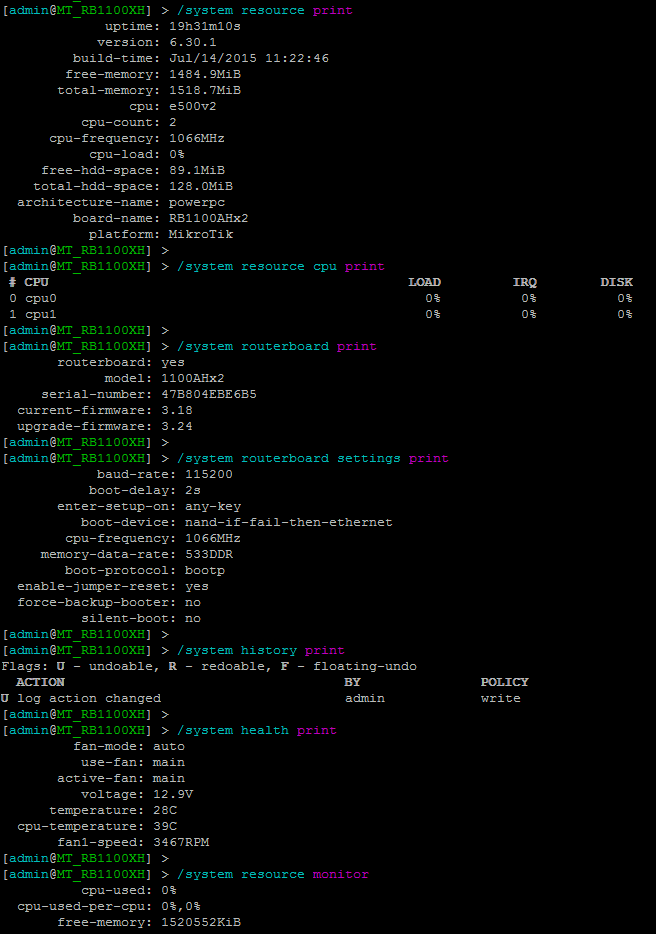 [admin@MT_RB1100XH] > /system resource print
uptime: 19h31m10s
version: 6.30.1
build-time: Jul/14/2015 11:22:46
free-memory: 1484.9MiB
total-memory: 1518.7MiB
cpu: e500v2
cpu-count: 2
cpu-frequency: 1066MHz
cpu-load: 0%
free-hdd-space: 89.1MiB
total-hdd-space: 128.0MiB
architecture-name: powerpc
board-name: RB1100AHx2
platform: MikroTik
[admin@MT_RB1100XH] >
[admin@MT_RB1100XH] > /system resource cpu print
# CPU LOAD IRQ DISK
0 cpu0 0% 0% 0%
1 cpu1 0% 0% 0%
[admin@MT_RB1100XH] >
[admin@MT_RB1100XH] > /system routerboard print
routerboard: yes
model: 1100AHx2
serial-number: 47B804EBE6B5
current-firmware: 3.18
upgrade-firmware: 3.24
[admin@MT_RB1100XH] >
[admin@MT_RB1100XH] > /system routerboard settings print
baud-rate: 115200
boot-delay: 2s
enter-setup-on: any-key
boot-device: nand-if-fail-then-ethernet
cpu-frequency: 1066MHz
memory-data-rate: 533DDR
boot-protocol: bootp
enable-jumper-reset: yes
force-backup-booter: no
silent-boot: no
[admin@MT_RB1100XH] >
[admin@MT_RB1100XH] > /system history print
Flags: U - undoable, R - redoable, F - floating-undo
ACTION BY POLICY
U log action changed admin write
[admin@MT_RB1100XH] >
[admin@MT_RB1100XH] > /system health print
fan-mode: auto
use-fan: main
active-fan: main
voltage: 12.9V
temperature: 28C
cpu-temperature: 39C
fan1-speed: 3467RPM
[admin@MT_RB1100XH] >
[admin@MT_RB1100XH] > /system resource monitor
cpu-used: 0%
cpu-used-per-cpu: 0%,0%
free-memory: 1520552KiB